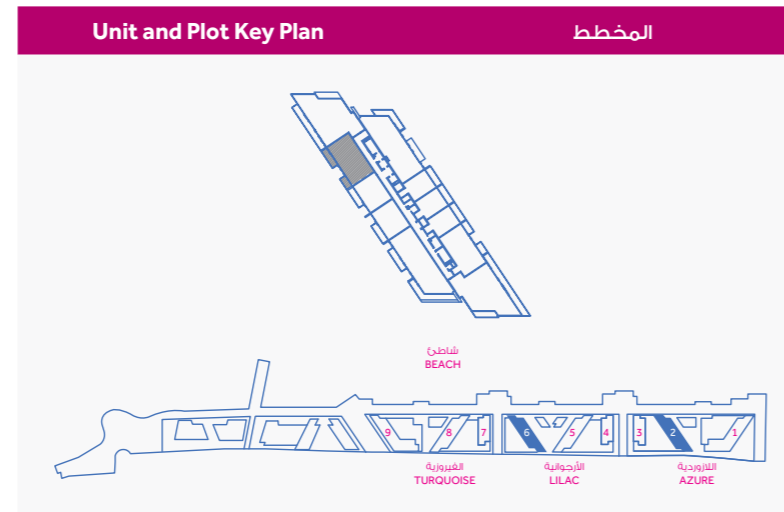 Unit and Plot Key Plan
المخطط
شاطئ
BEACH
9 8 7 6 5 4 3 2 1
الفيروزية
TURQUOISE
الأرجوانية
LILAC
اللازوردية
AZURE